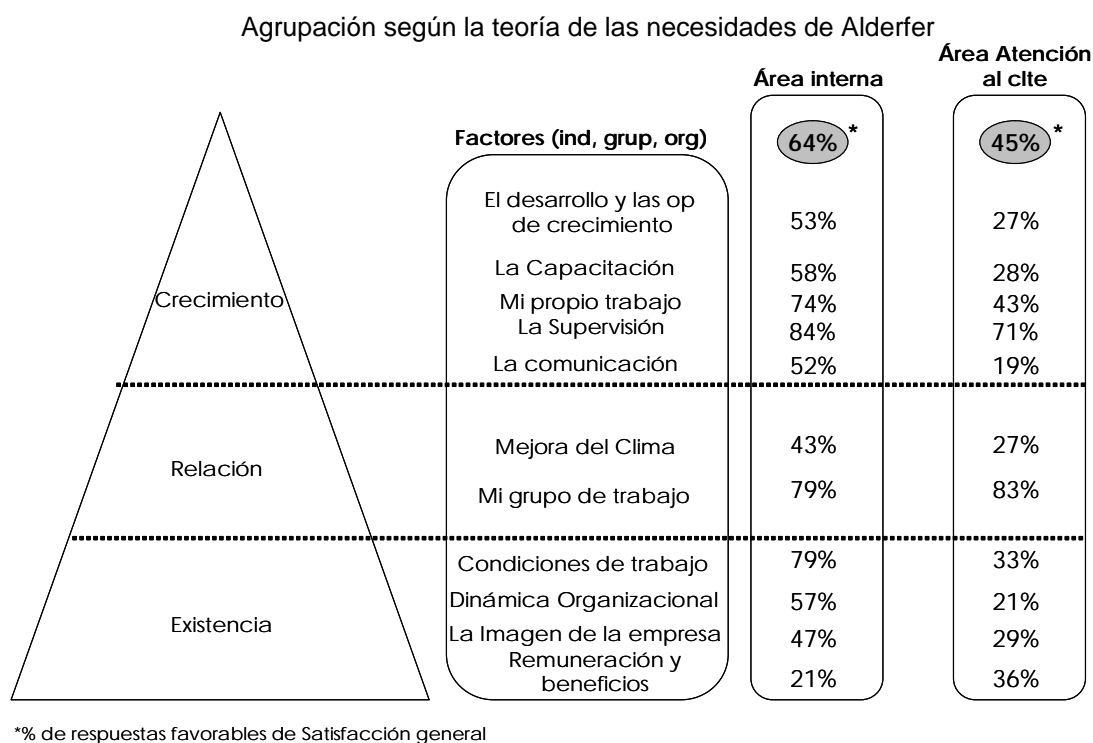 Agrupación según la teoría de las necesidades de Alderfer
Área interna
Área Atención
al clte
Factores (ind, grup, org)
64% *
45% *
El desarrollo y las op
de crecimiento
53%
27%
La Capacitación
58%
28%
Crecimiento
Mi propio trabajo
74%
43%
La Supervisión
84%
71%
La comunicación
52%
19%
Relación
Mejora del Clima
43%
27%
Mi grupo de trabajo
79%
83%
Condiciones de trabajo
79%
33%
Dinámica Organizacional
57%
21%
Existencia
La Imagen de la empresa
47%
29%
Remuneración y
beneficios
21%
36%
*% de respuestas favorables de Satisfacción general